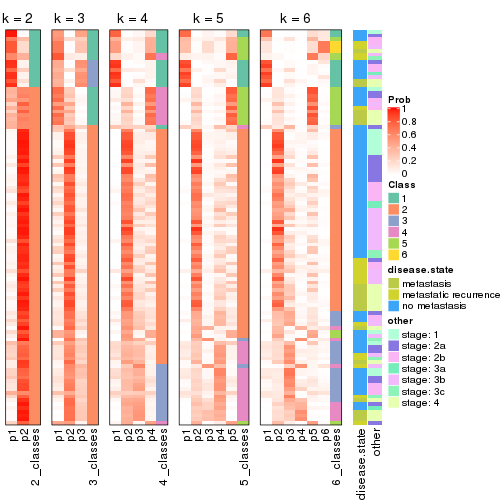 k = 2 k = 3 k = 4 k = 5 k = 6
Prob
1
0.8
0.6
0.4
0.2
0
Class
1
2
3
4
5
6
disease.state
metastasis
metastatic recurrence
no metastasis
other
stage: 1
stage: 2a
stage: 2b
stage: 3a
stage: 3b
stage: 3c
stage: 4
p1 p2 2_classes p1 p2 p3 3_classes p1 p2 p3 p4 4_classes p1 p2 p3 p4 p5 5_classes p1 p2 p3 p4 p5 p6 6_classes disease.state other